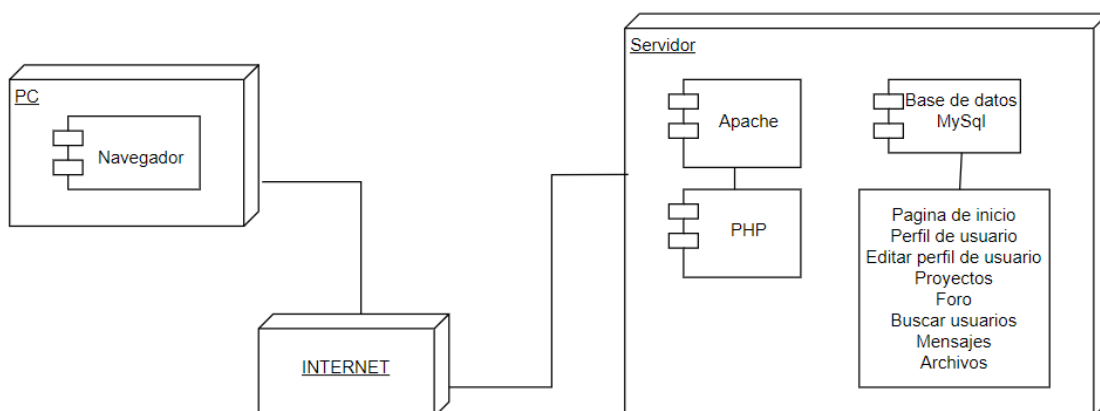 PC
Navegador
INTERNET
Servidor
Apache
PHP
Base de datos
MySql
Pagina de inicio
Perfil de usuario
Editar perfil de usuario
Proyectos
Foro
Buscar usuarios
Mensajes
Archivos